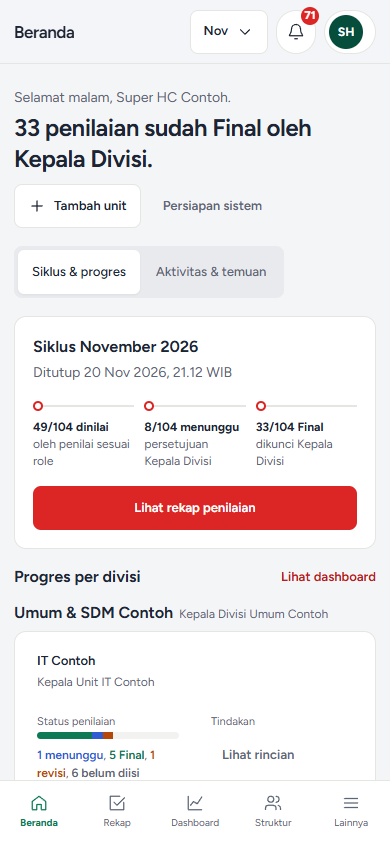 Beranda
Nov
71
SH
Selamat malam, Super HC Contoh.
33 penilaian sudah Final oleh
Kepala Divisi.
Tambah unit
Persiapan sistem
Siklus & progres
Aktivitas & temuan
Siklus November 2026
Ditutup 20 Nov 2026, 21.12 WIB
49/104 dinilai
oleh penilai sesuai
role
8/104 menunggu
persetujuan
Kepala Divisi
33/104 Final
dikunci Kepala
Divisi
Lihat rekap penilaian
Progres per divisi
Lihat dashboard
Umum & SDM Contoh Kepala Divisi Umum Contoh
IT Contoh
Kepala Unit IT Contoh
Status penilaian
1 menunggu, 5 Final, 1
revisi, 6 belum diisi
Tindakan
Lihat rincian
Beranda
Rekap
Dashboard
Struktur
Lainnya